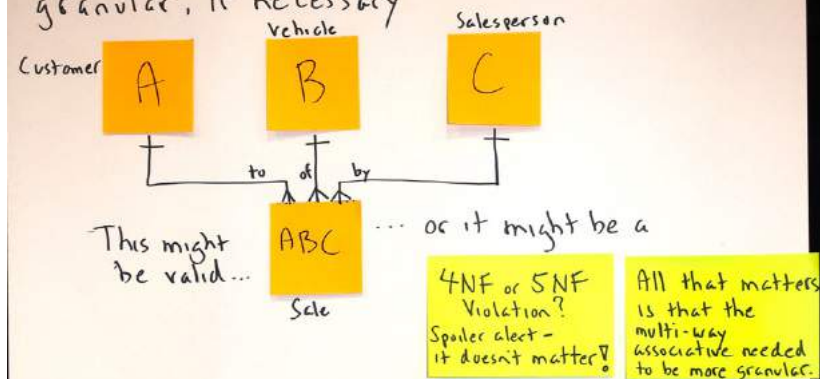 granular, if necessary
Customer
Vehicle
Salesperson
A
B
C
to of by
This might
be valid...
ABC
Sale
... or it might be a
4NF or 5NF
Violation?
Spoiler alert -
it doesn't matter!
All that matters
is that the
multi-way
associative needed
to be more granular.